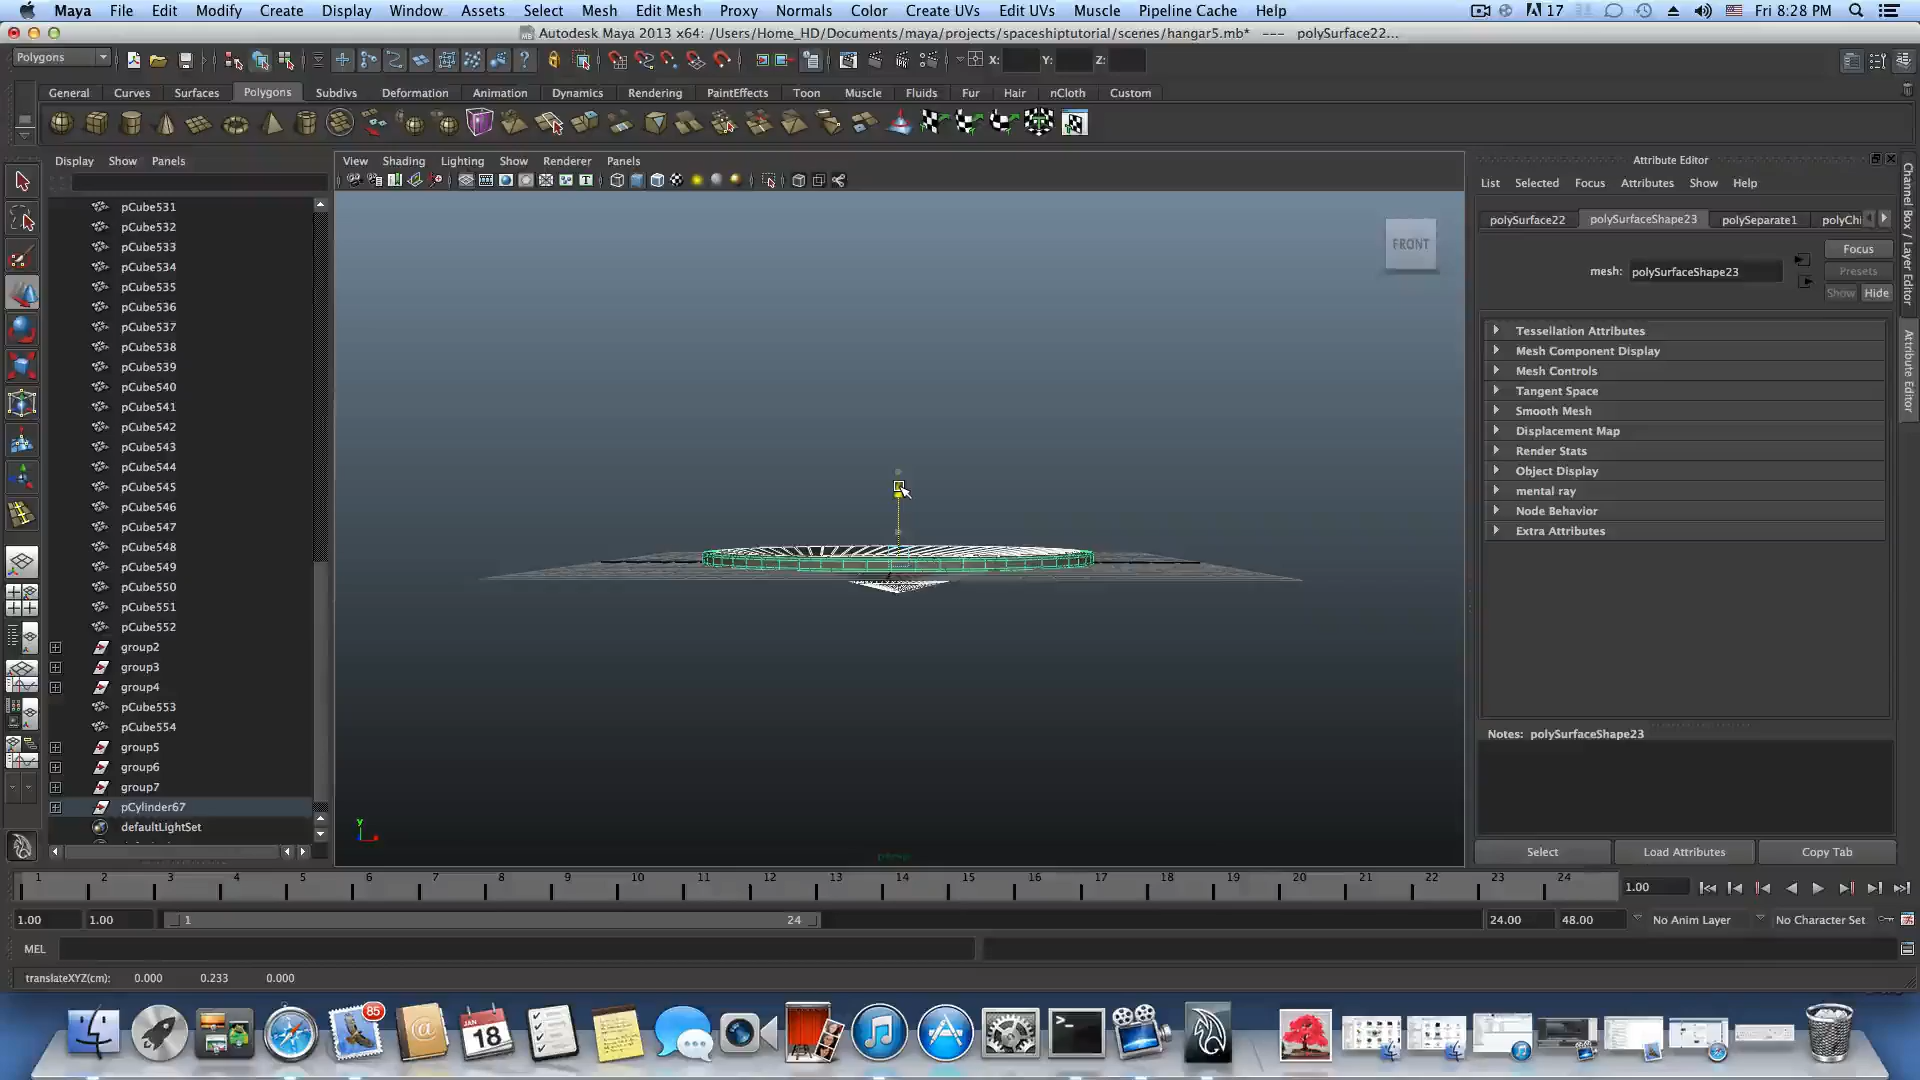 Maya File Edit Modify Create Display Window Assets Select Mesh Edit Mesh Proxy Normals Color Create UVs Edit UVs Muscle Pipeline Cache Help 17 Fri 8:28 PM
Autodesk Maya 2013 x64: /Users/Home_HD/Documents/maya/projects/spaceshiptutorial/scenes/hangar5.mb* --- polySurface22...
Polygons X: Y: Z:
General Curves Surfaces Polygons Subdivs Deformation Animation Dynamics Rendering PaintEffects Toon Muscle Fluids Fur Hair nCloth Custom
Display Show Panels
View Shading Lighting Show Renderer Panels
Attribute Editor
List Selected Focus Attributes Show Help
polySurface22 polySurfaceShape23 polySeparate1 polyChi
Focus
mesh: polySurfaceShape23
Presets
Show Hide
Tessellation Attributes
Mesh Component Display
Mesh Controls
Tangent Space
Smooth Mesh
Displacement Map
Render Stats
Object Display
mental ray
Node Behavior
Extra Attributes
Notes: polySurfaceShape23
Select Load Attributes Copy Tab
Channel Box / Layer Editor
Attribute Editor
pCube531
pCube532
pCube533
pCube534
pCube535
pCube536
pCube537
pCube538
pCube539
pCube540
pCube541
pCube542
pCube543
pCube544
pCube545
pCube546
pCube547
pCube548
pCube549
pCube550
pCube551
pCube552
group2
group3
group4
pCube553
pCube554
group5
group6
group7
pCylinder67
defaultLightSet
FRONT
y
1 2 3 4 5 6 7 8 9 10 11 12 13 14 15 16 17 18 19 20 21 22 23 24 1.00
1.00 1.00 1 24 24.00 48.00 No Anim Layer No Character Set
MEL
translateXYZ(cm): 0.000 0.233 0.000
85
JAN
18